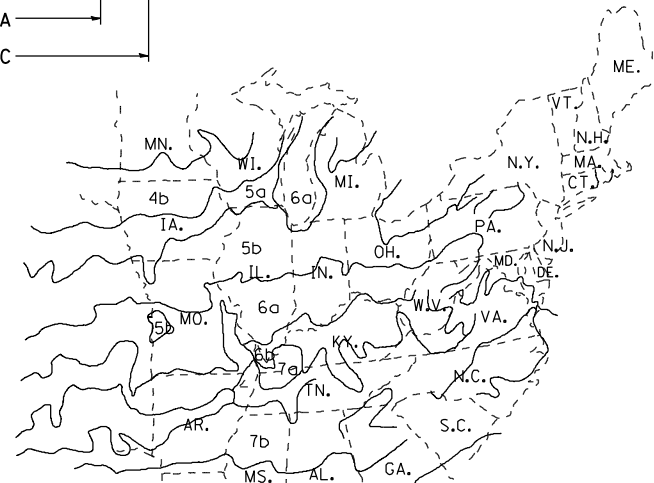 A
C
ME.
VT.
MN.
N.H.
WI.
N.Y.
MA.
MI.
CT.
4b
5a
6a
IA.
PA.
5b
OH.
N.J.
IL.
IN.
MD.
DE.
6a
W.V.
MO.
VA.
5b
KY.
6b
7a
N.C.
TN.
AR.
S.C.
7b
GA.
MS.
AL.